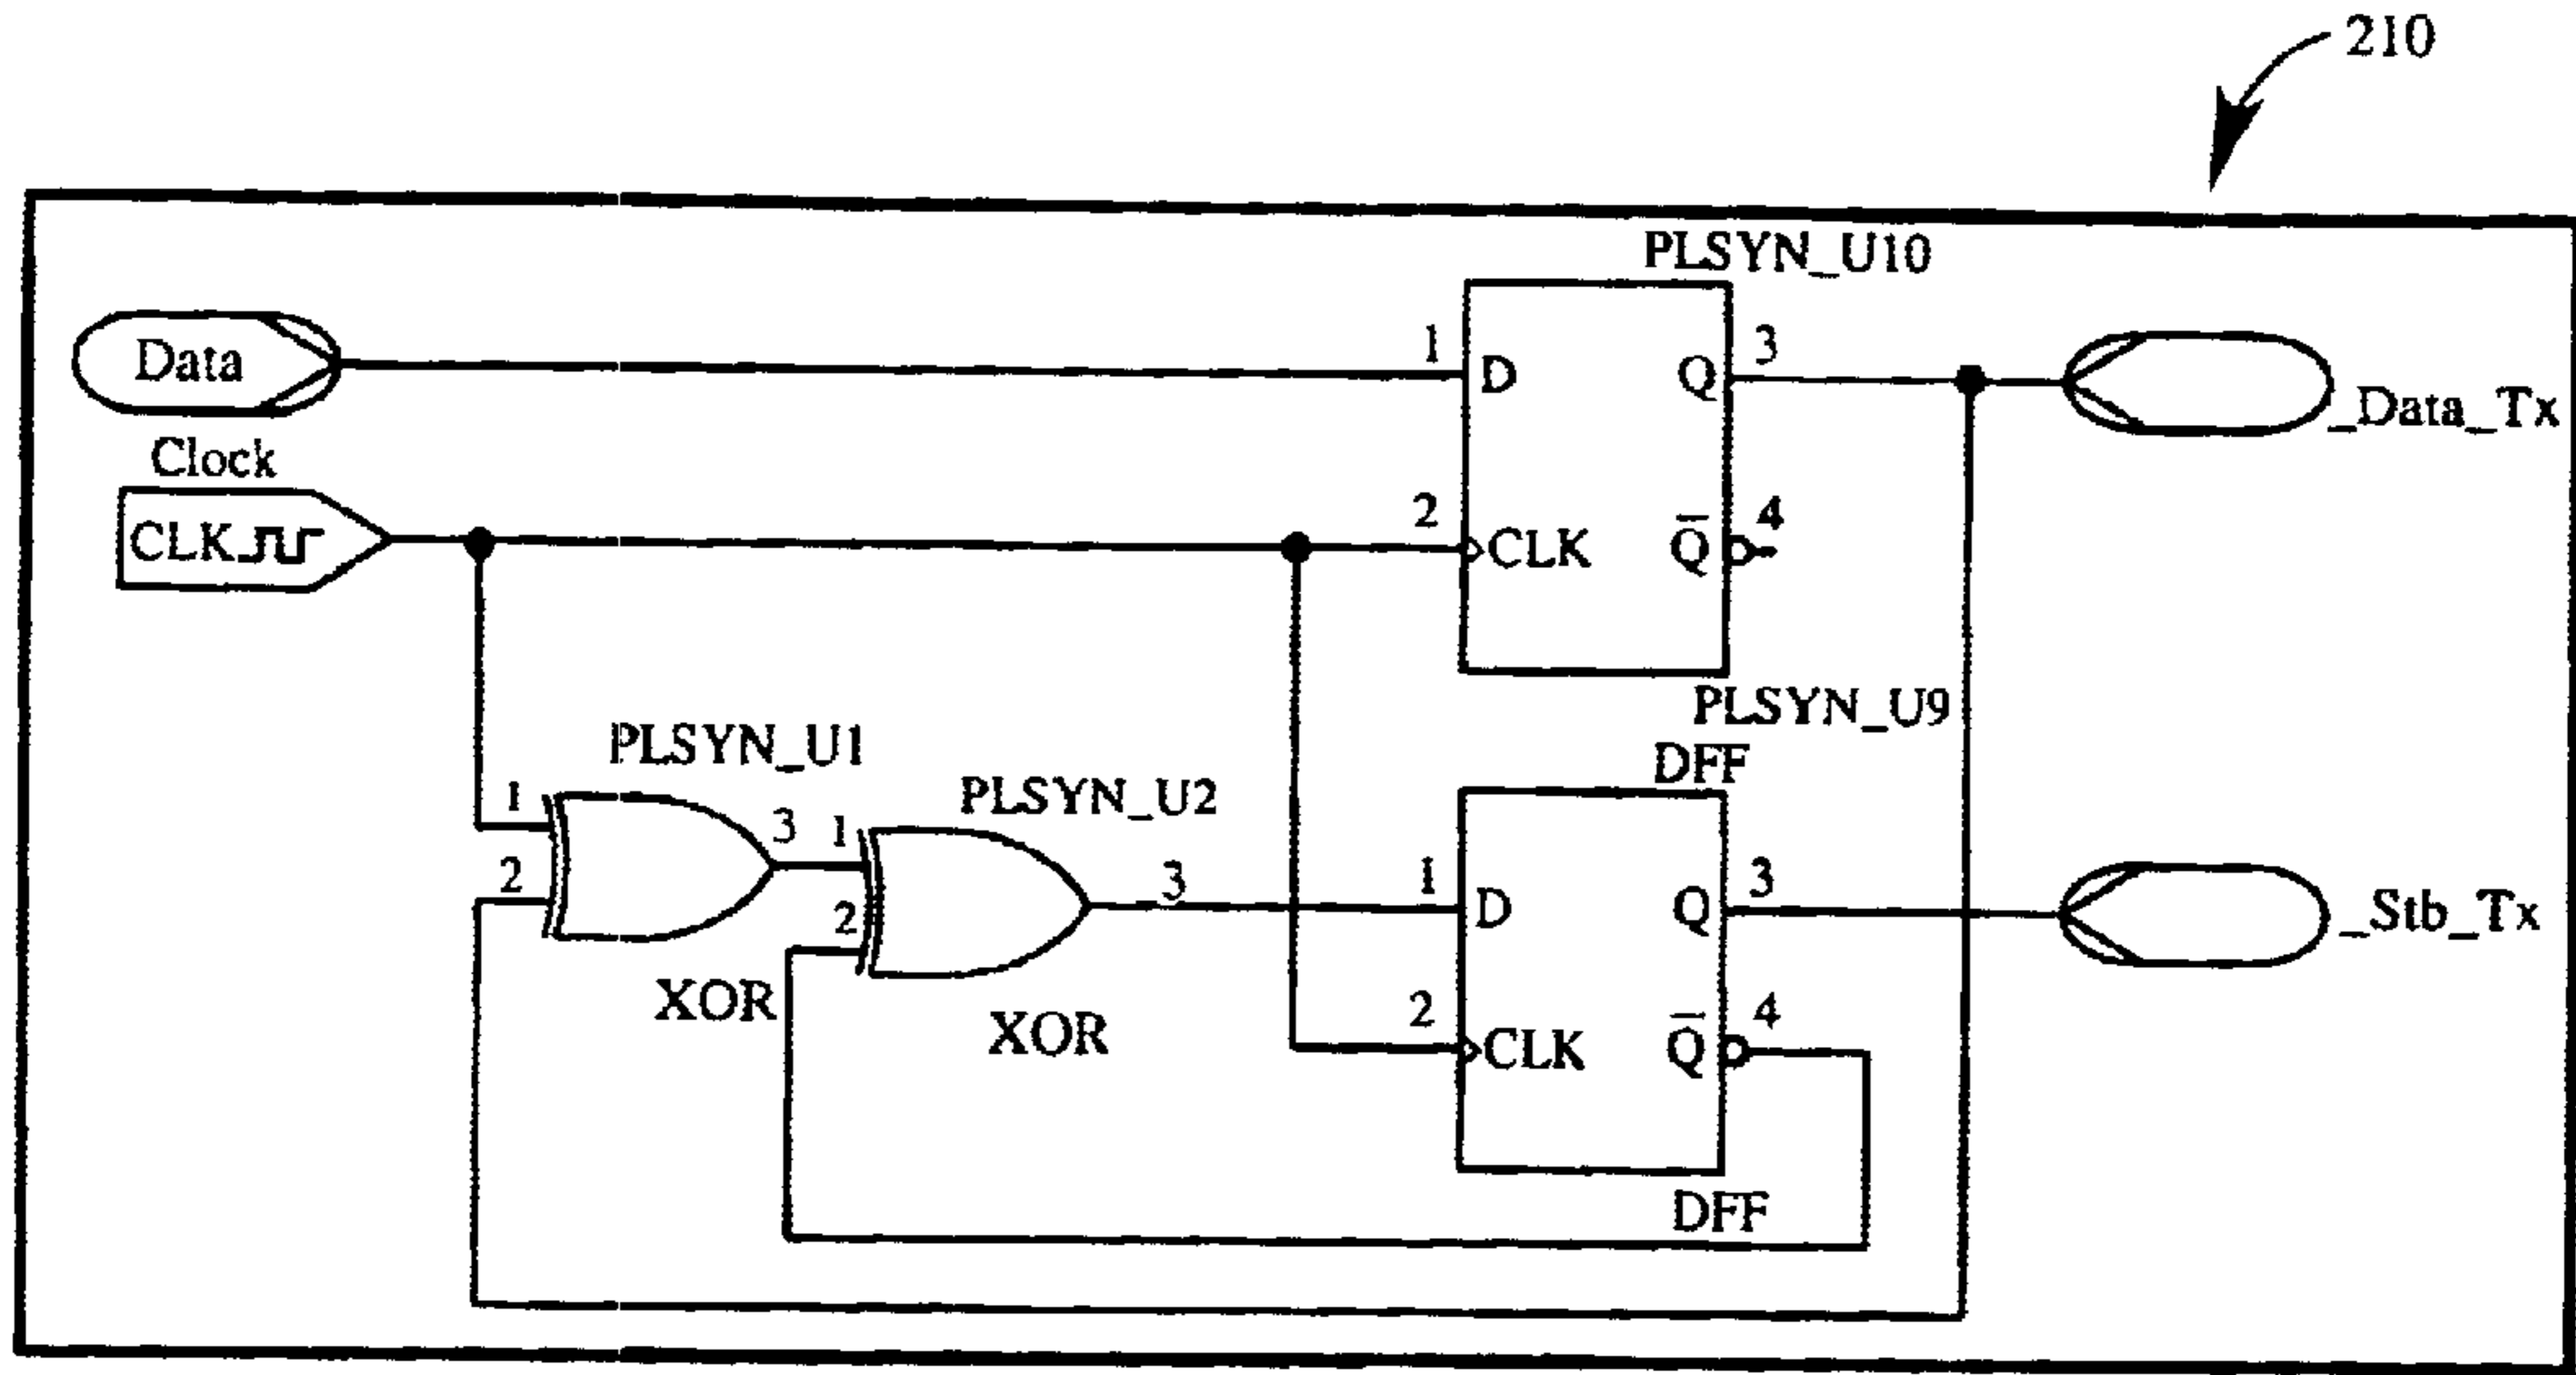 210
PLSYN_U10
Data
1
D
Q
3
_Data_Tx
Clock
CLK
2
CLK
Q
4
PLSYN_U9
DFF
PLSYN_U1
PLSYN_U2
1
2
3
XOR
1
2
3
XOR
1
D
Q
3
_Stb_Tx
2
CLK
Q
4
DFF